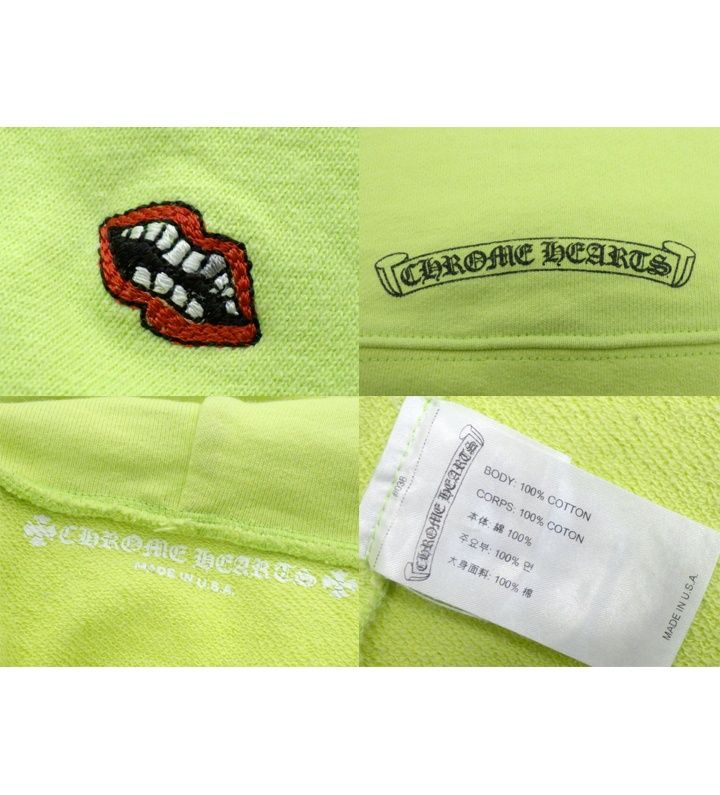 CHROME HEARTS
CHROME HEARTS
MADE IN U.S.A.
CHROME HEARTS
BODY: 100% COTTON
CORPS: 100% COTON
本体: 綿 100%
주요부: 100% 면
大身面料: 100% 棉
MADE IN U.S.A.